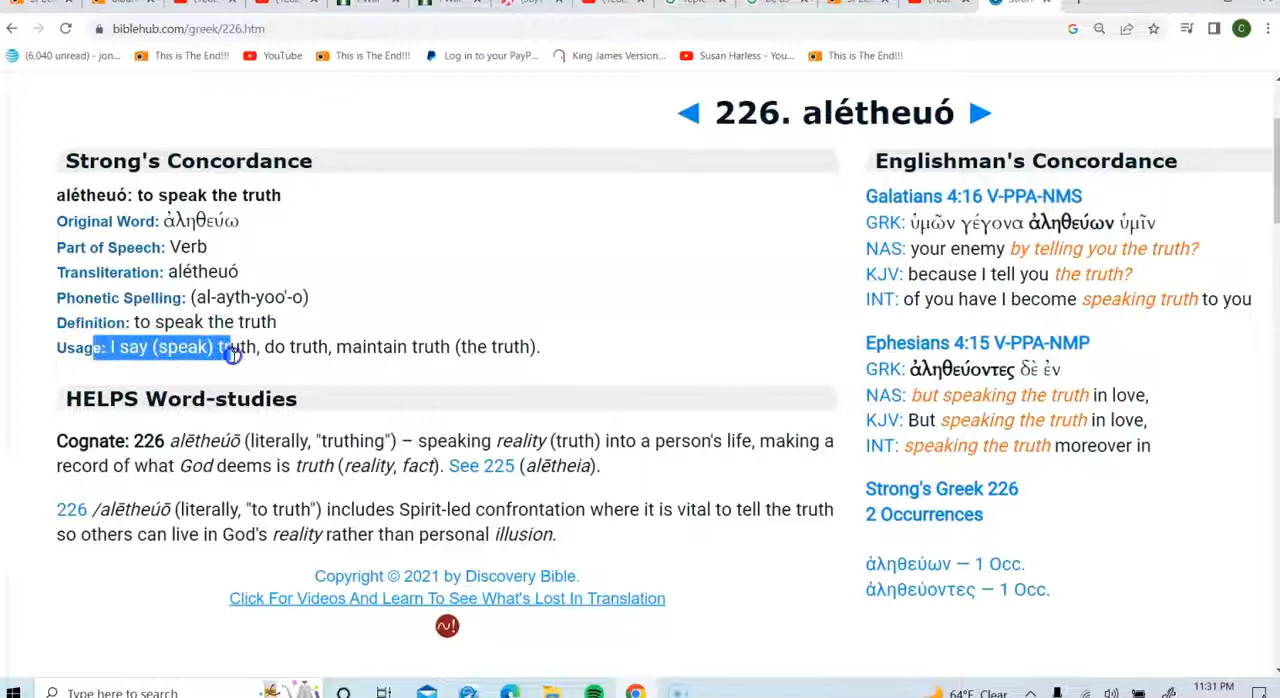 biblehub.com/greek/226.htm
(6,040 unread) - jon... This is The End!!! YouTube This is The End!!! Log in to your PayP... King James Version... Susan Harless - You... This is The End!!!
◀ 226. alétheuó ▶
Strong's Concordance
alétheuó: to speak the truth
Original Word: ἀληθεύω
Part of Speech: Verb
Transliteration: alétheuó
Phonetic Spelling: (al-ayth-yoo'-o)
Definition: to speak the truth
Usage: I say (speak) truth, do truth, maintain truth (the truth).
HELPS Word-studies
Cognate: 226 alētheúō (literally, "truthing") – speaking reality (truth) into a person's life, making a
record of what God deems is truth (reality, fact). See 225 (alētheia).
226 /alētheúō (literally, "to truth") includes Spirit-led confrontation where it is vital to tell the truth
so others can live in God's reality rather than personal illusion.
Copyright © 2021 by Discovery Bible.
Click For Videos And Learn To See What's Lost In Translation
Englishman's Concordance
Galatians 4:16 V-PPA-NMS
GRK: ὑμῶν γέγονα ἀληθεύων ὑμῖν
NAS: your enemy by telling you the truth?
KJV: because I tell you the truth?
INT: of you have I become speaking truth to you
Ephesians 4:15 V-PPA-NMP
GRK: ἀληθεύοντες δὲ ἐν
NAS: but speaking the truth in love,
KJV: But speaking the truth in love,
INT: speaking the truth moreover in
Strong's Greek 226
2 Occurrences
ἀληθεύων — 1 Occ.
ἀληθεύοντες — 1 Occ.
Type here to search
64°F Clear
11:31 PM